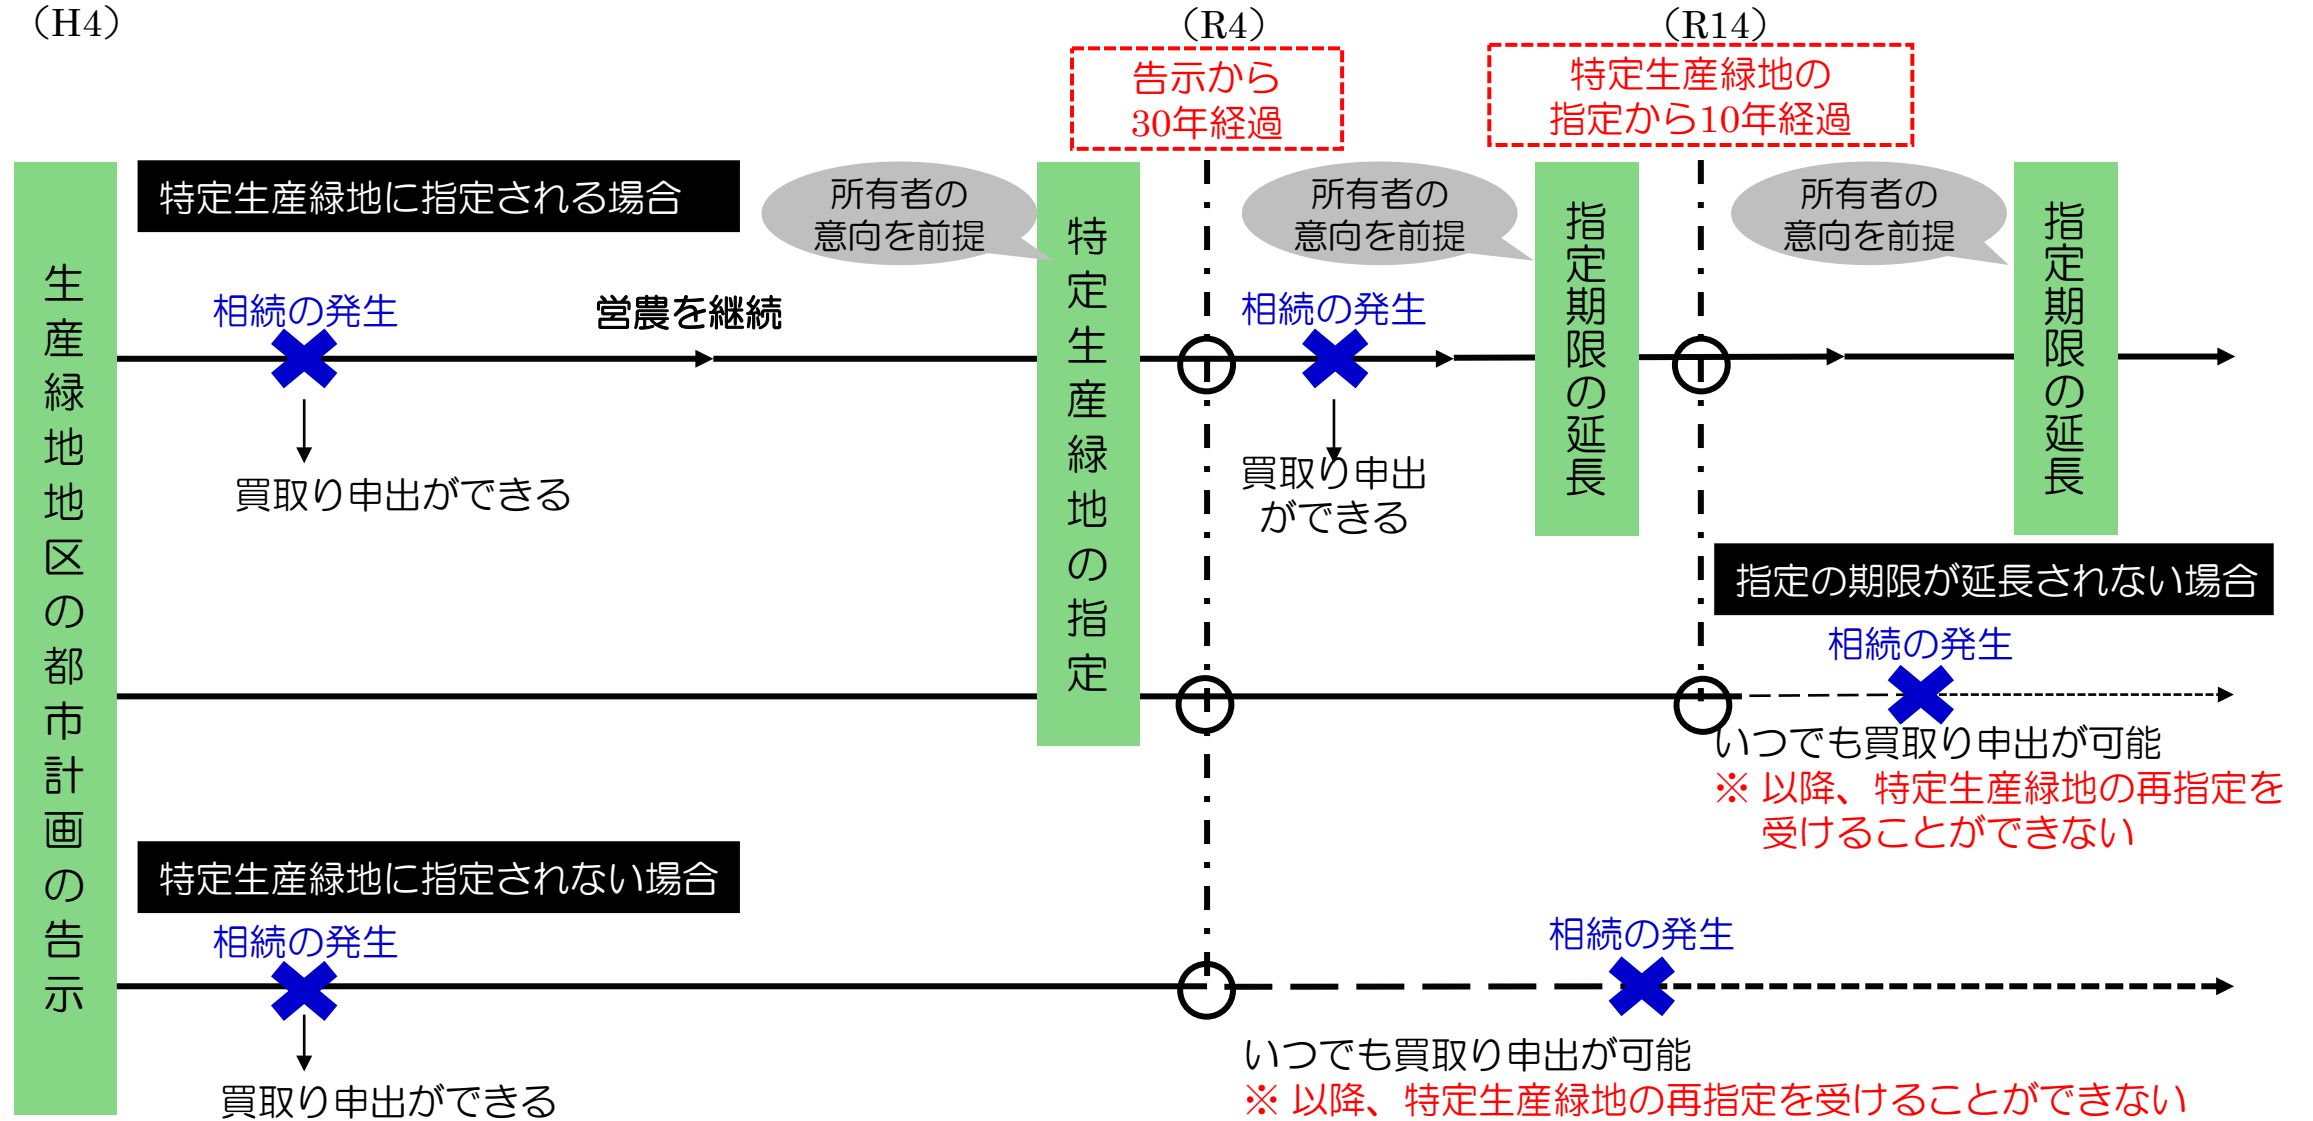 （H4）
（R4）
（R14）
告示から
30年経過
特定生産緑地の
指定から10年経過
生産緑地地区の都市計画の告示
特定生産緑地に指定される場合
所有者の
意向を前提
特定生産緑地の指定
所有者の
意向を前提
指定期限の延長
所有者の
意向を前提
指定期限の延長
相続の発生
営農を継続
相続の発生
買取り申出ができる
買取り申出
ができる
指定の期限が延長されない場合
相続の発生
いつでも買取り申出が可能
※ 以降、特定生産緑地の再指定を
受けることができない
特定生産緑地に指定されない場合
相続の発生
相続の発生
買取り申出ができる
いつでも買取り申出が可能
※ 以降、特定生産緑地の再指定を受けることができない